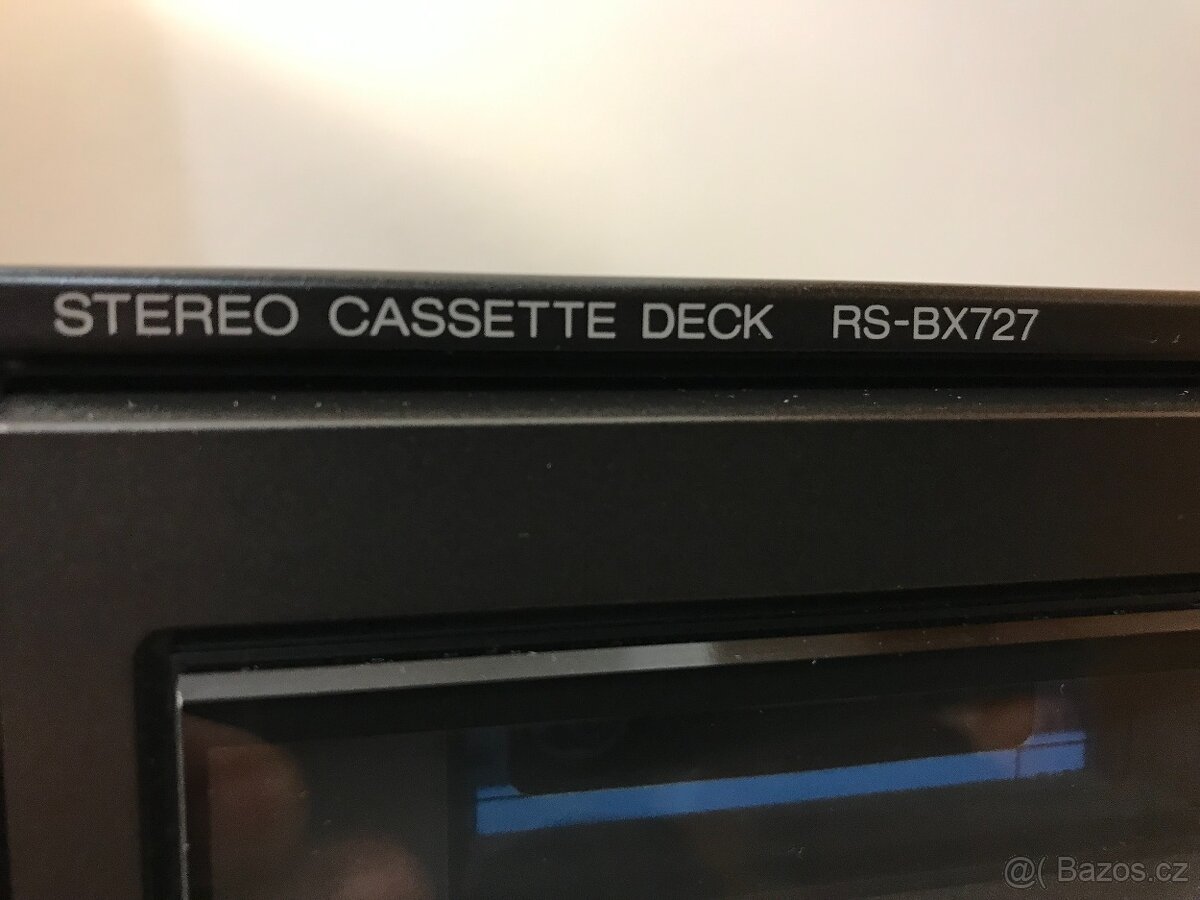 STEREO CASSETTE DECK RS-BX727
@( Bazos.cz